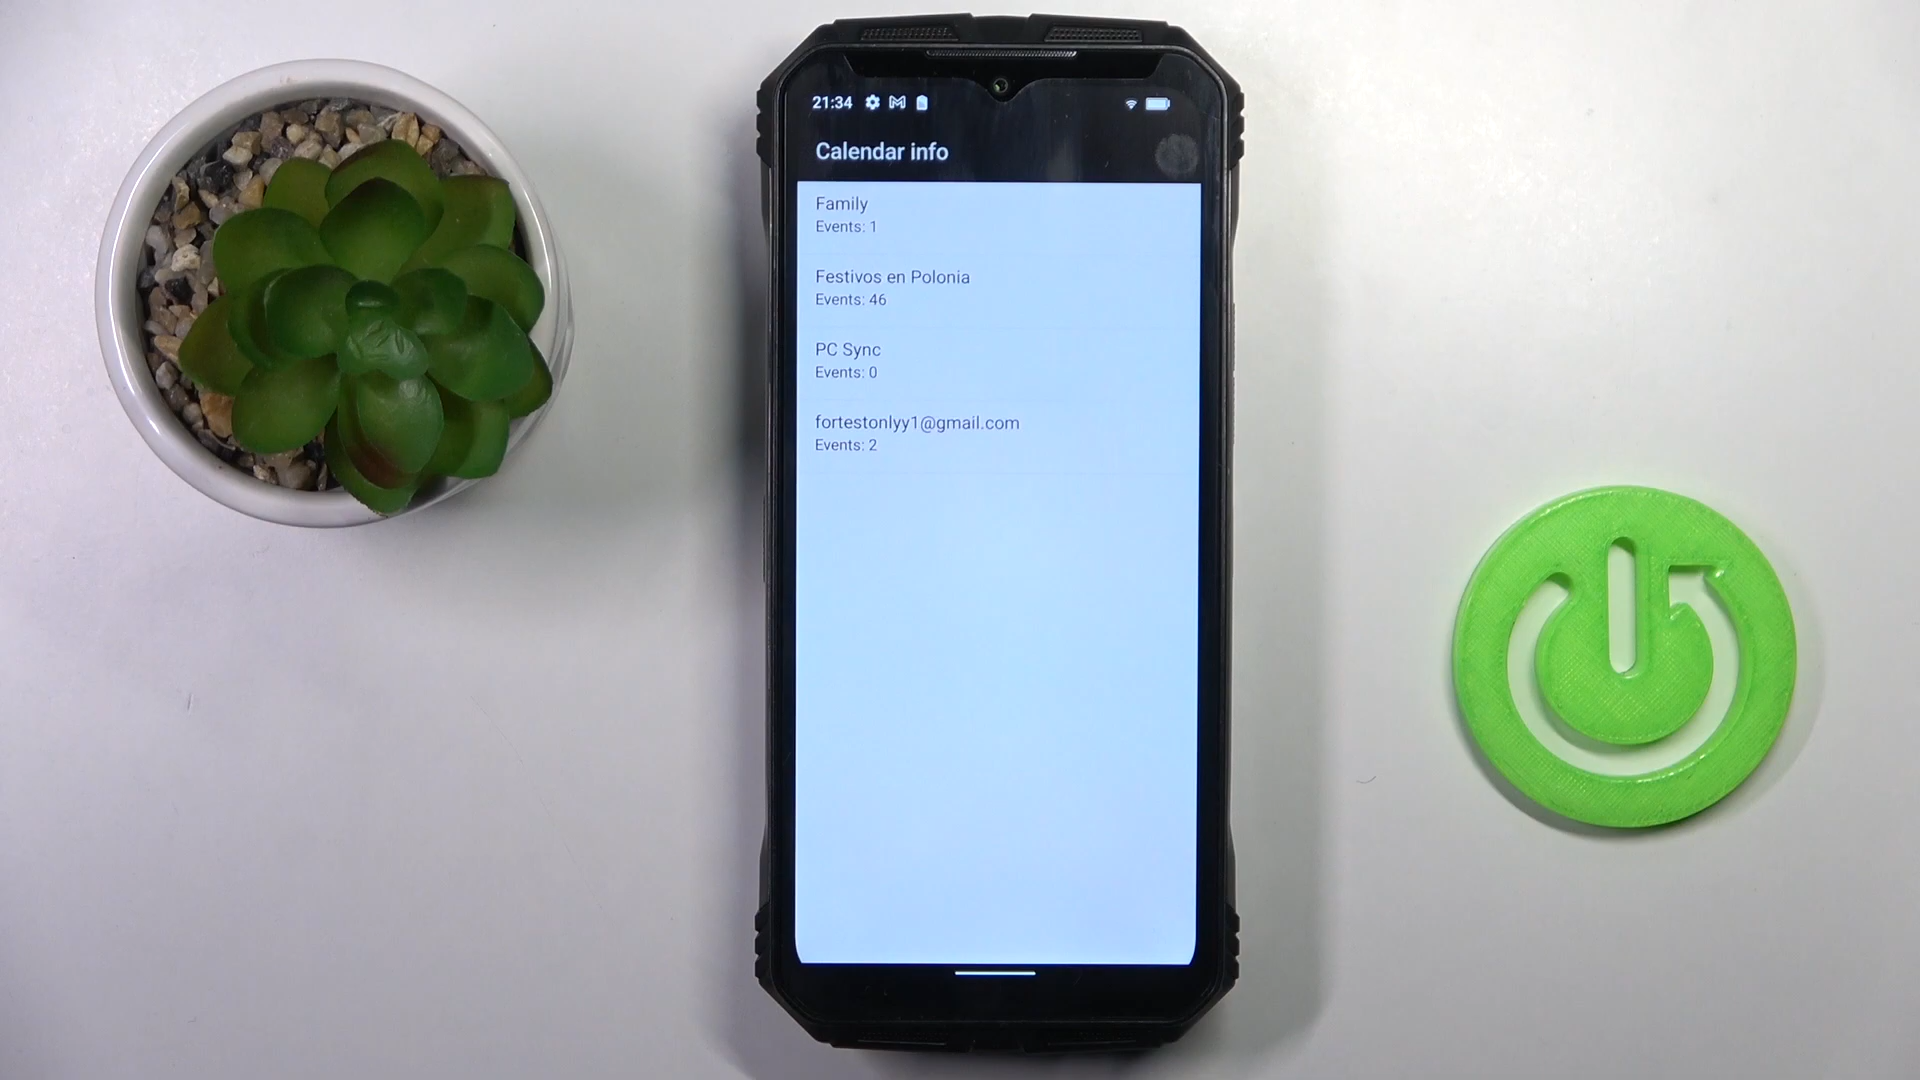 21:34
Calendar info
Family
Events: 1
Festivos en Polonia
Events: 46
PC Sync
Events: 0
fortestonlyy1@gmail.com
Events: 2